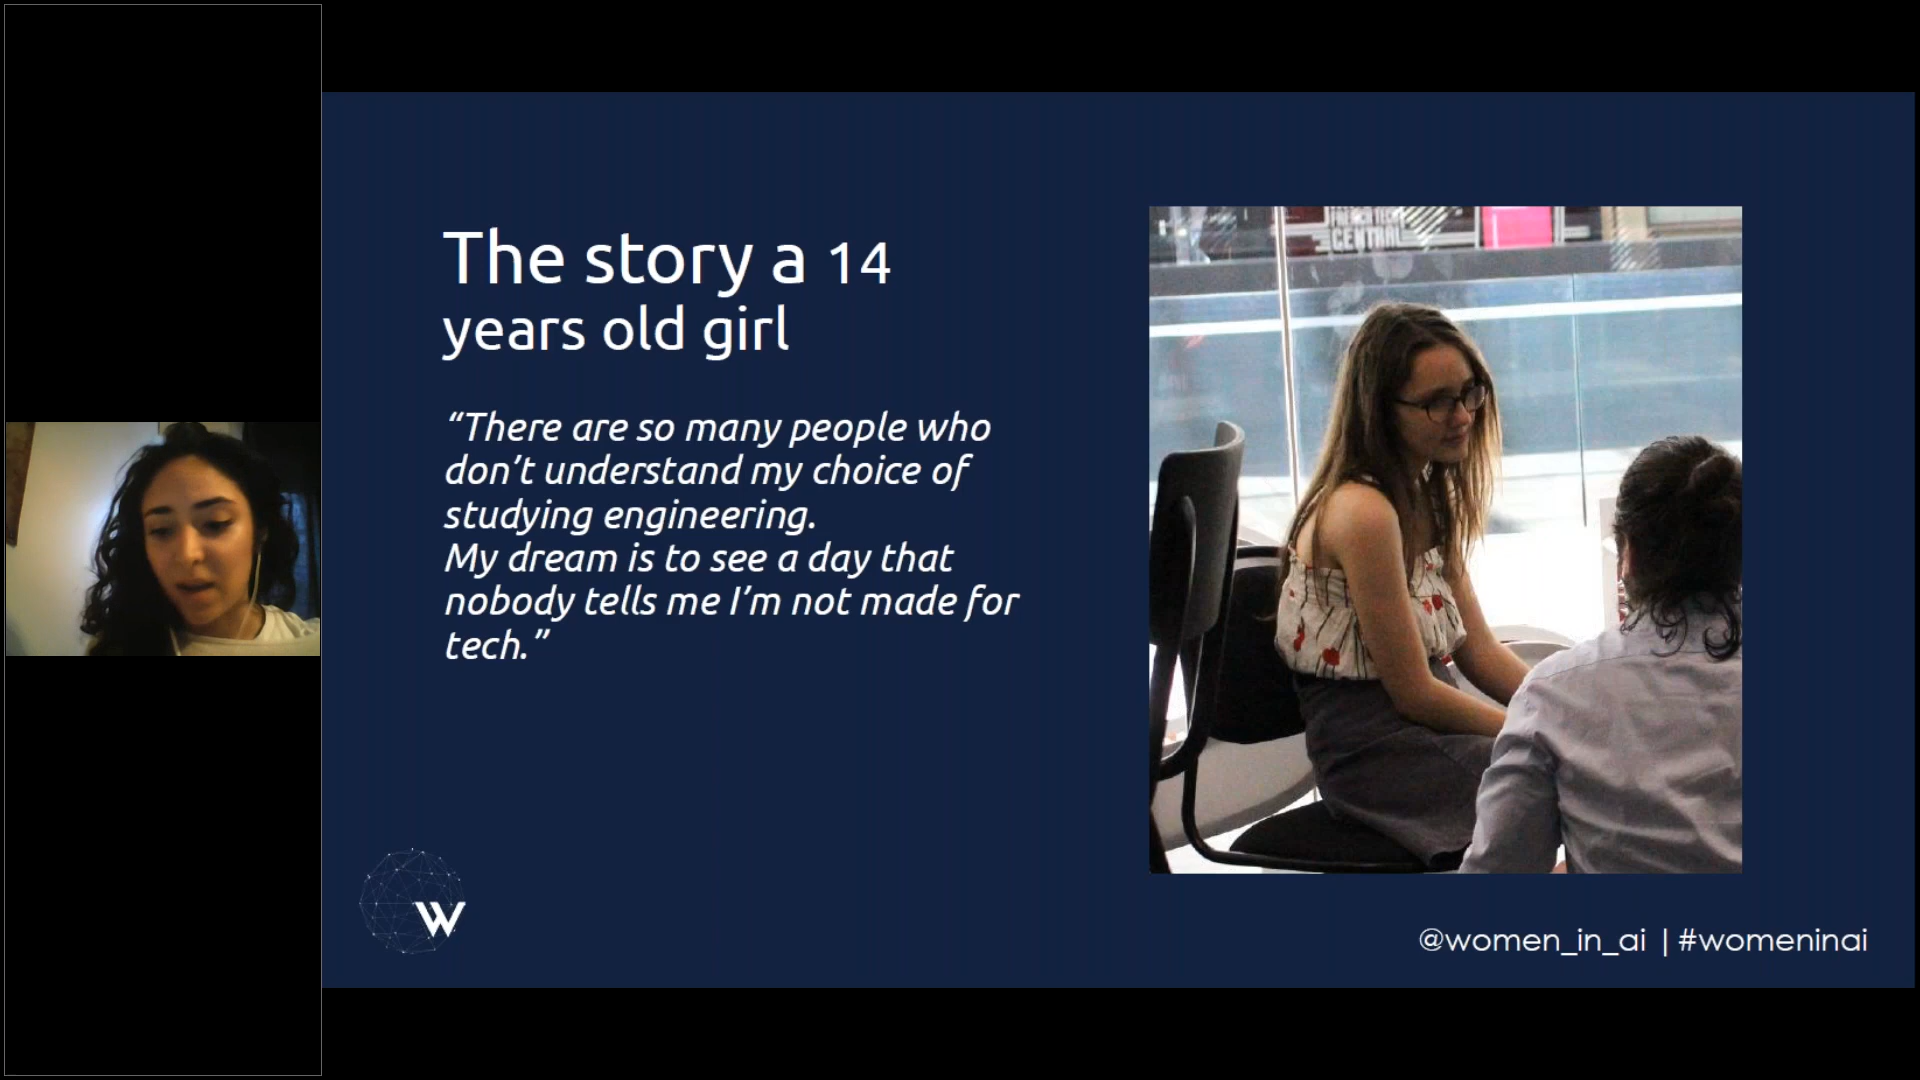 The story a 14
years old girl
“There are so many people who
don’t understand my choice of
studying engineering.
My dream is to see a day that
nobody tells me I’m not made for
tech.”
CENTRAL
W
@women_in_ai | #womeninai